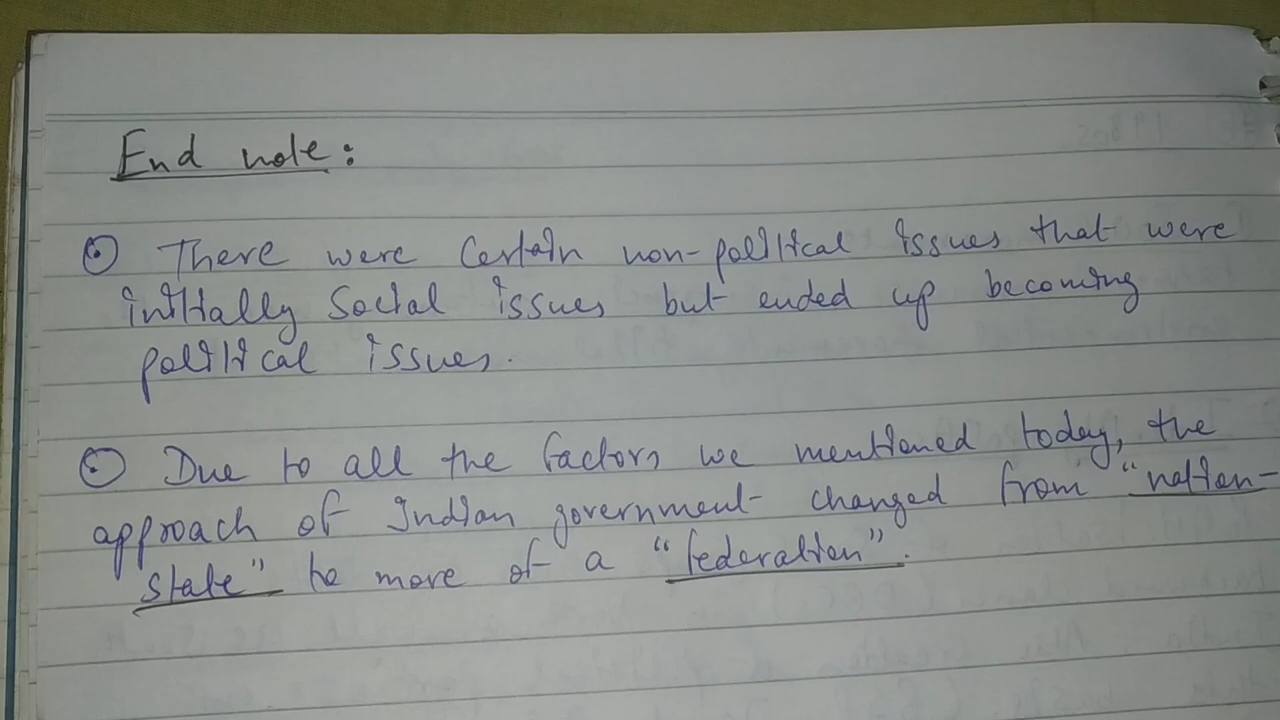 End note:
⊙ There were certain non-political issues that were
initially social issues but ended up becoming
political issues.
⊙ Due to all the factors we mentioned today, the
approach of Indian government changed from "nation-
state" to more of a "federation".